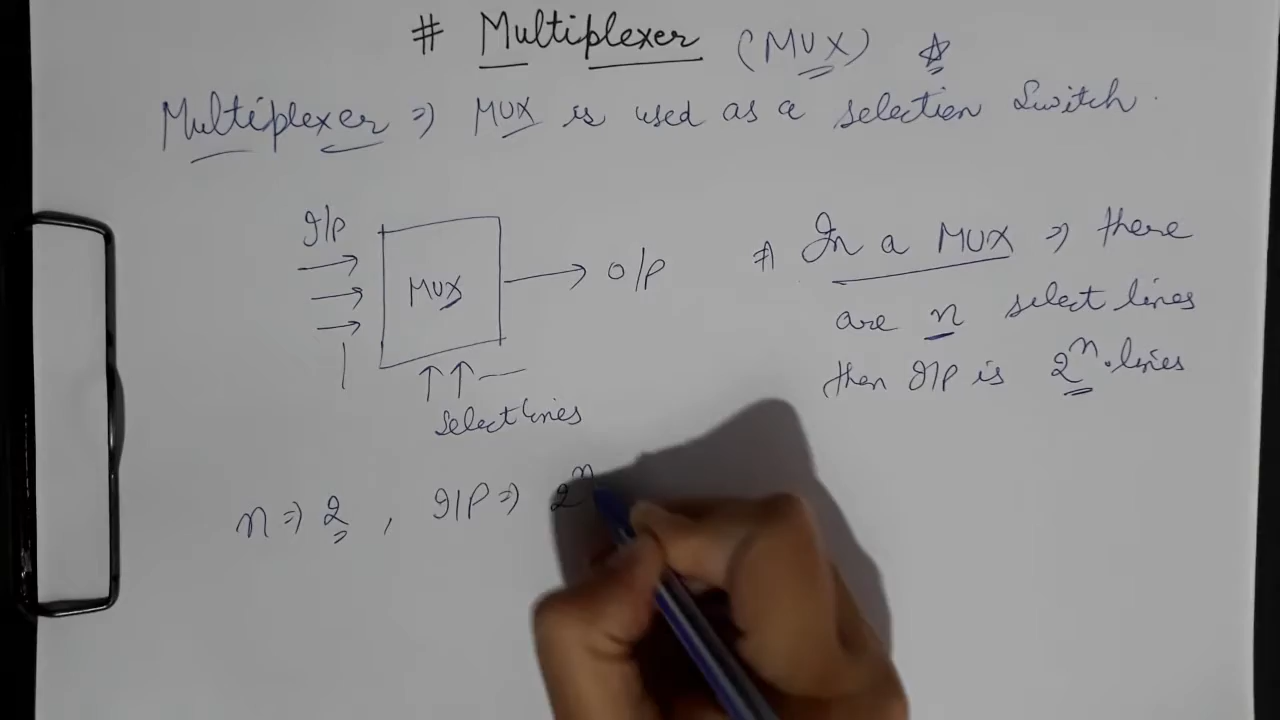 # Multiplexer (MUX) ☆
Multiplexer ⇒ MUX is used as a selection switch.
I/P
MUX
O/P
select lines
# In a MUX ⇒ there
are n select lines
then I/P is 2^n lines
n ⇒ 2, I/P ⇒ 2^n